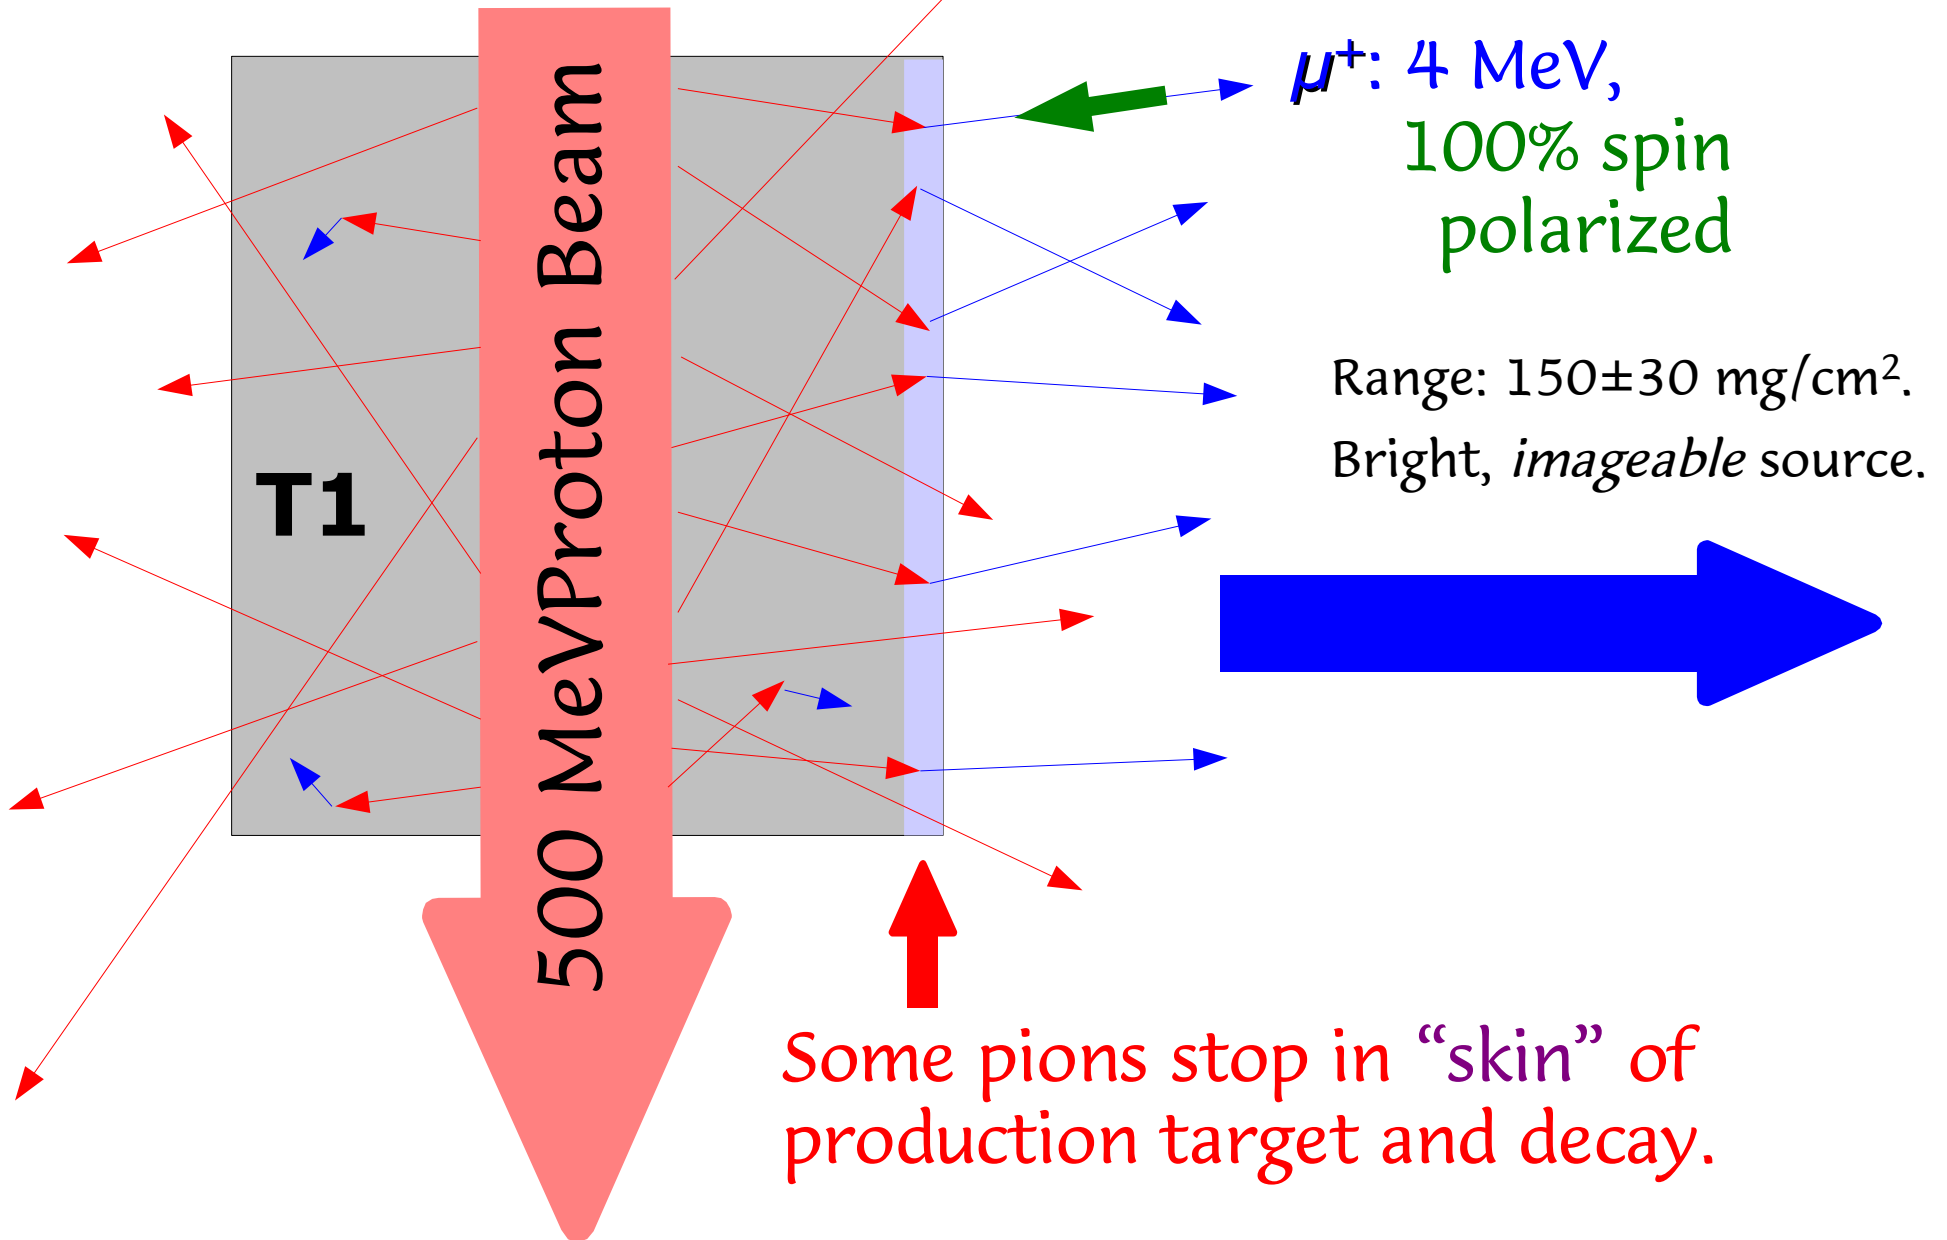 500 MeVProton Beam
T1
μ⁺: 4 MeV,
100% spin
polarized
Range: 150±30 mg/cm².
Bright, imageable source.
Some pions stop in “skin” of
production target and decay.